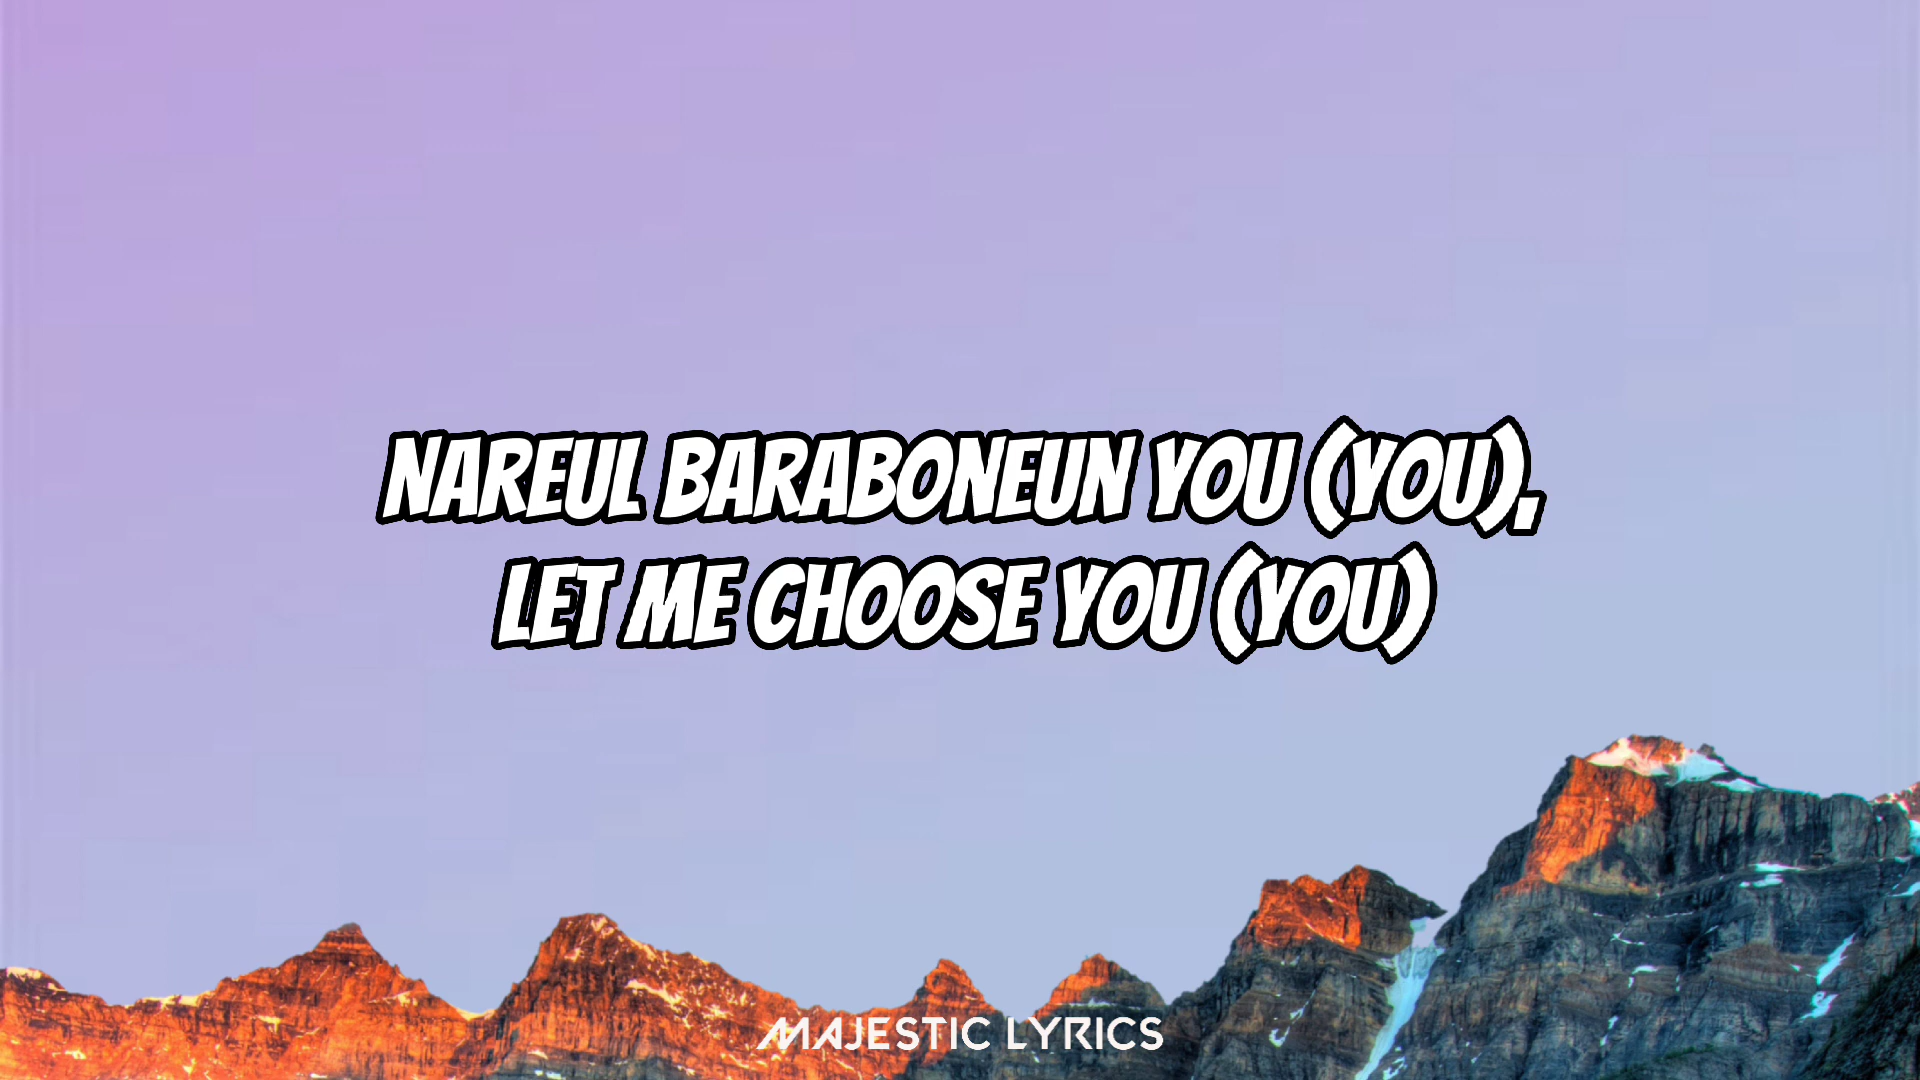 NAREUL BARABONEUN YOU (YOU),
LET ME CHOOSE YOU (YOU)
MAJESTIC LYRICS